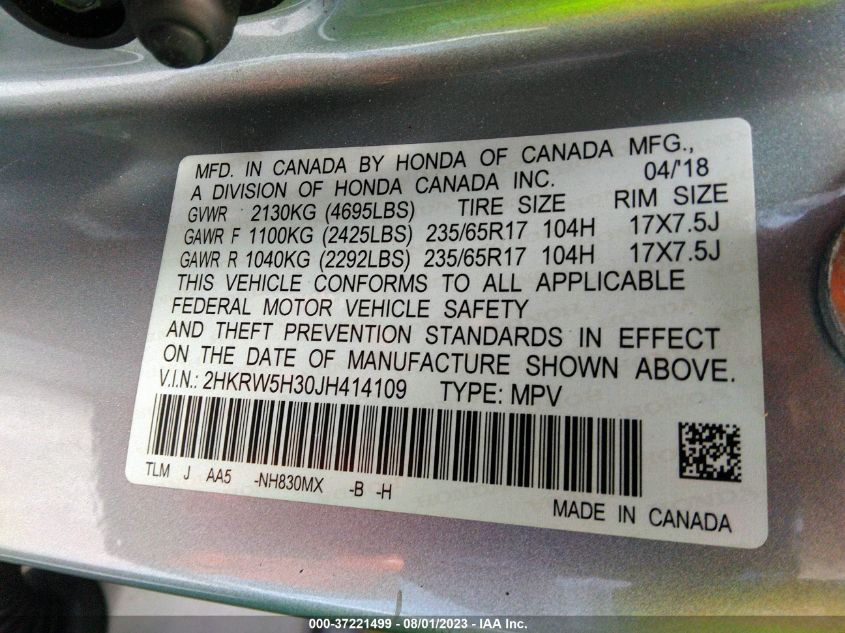 MFD. IN CANADA BY HONDA OF CANADA MFG.,
A DIVISION OF HONDA CANADA INC. 04/'18
GVWR 2130KG (4695LBS) TIRE SIZE RIM SIZE
GAWR F 1100KG (2425LBS) 235/65R17 104H 17X7.5J
GAWR R 1040KG (2292LBS) 235/65R17 104H 17X7.5J
THIS VEHICLE CONFORMS TO ALL APPLICABLE
FEDERAL MOTOR VEHICLE SAFETY
AND THEFT PREVENTION STANDARDS IN EFFECT
ON THE DATE OF MANUFACTURE SHOWN ABOVE.
V.I.N.: 2HKRW5H30JH414109 TYPE: MPV
TLM J AA5 -NH830MX -B -H
MADE IN CANADA
000-37221499 - 08/01/2023 - IAA Inc.